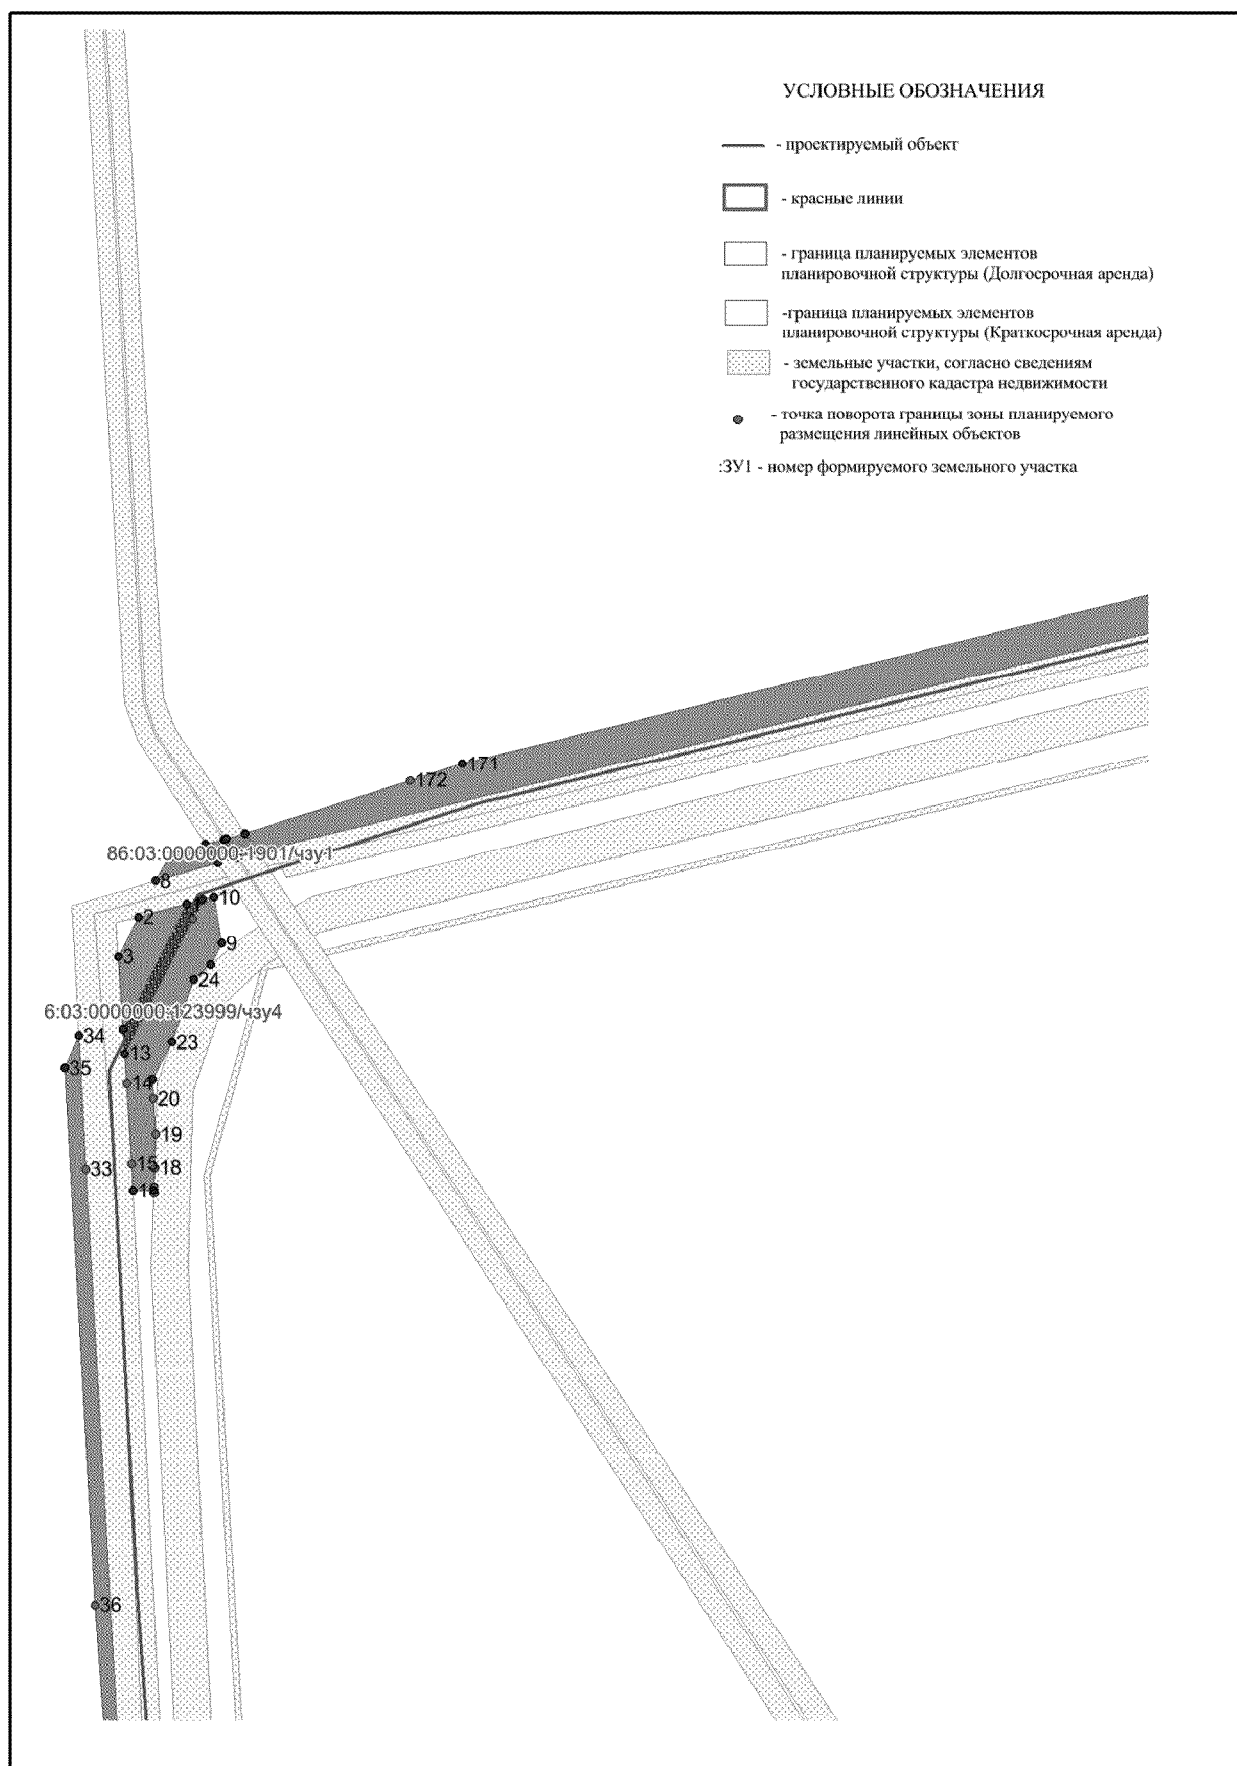 УСЛОВНЫЕ ОБОЗНАЧЕНИЯ
- проектируемый объект
- красные линии
- граница планируемых элементов
планировочной структуры (Долгосрочная аренда)
-граница планируемых элементов
планировочной структуры (Краткосрочная аренда)
- земельные участки, согласно сведениям
государственного кадастра недвижимости
- точка поворота границы зоны планируемого
размещения линейных объектов
:ЗУ1 - номер формируемого земельного участка
171
172
86:03:0000000:1901/чзу1
8
10
2
9
3
24
6:03:0000000:123999/чзу4
34
23
13
35
14
20
19
15
18
33
36